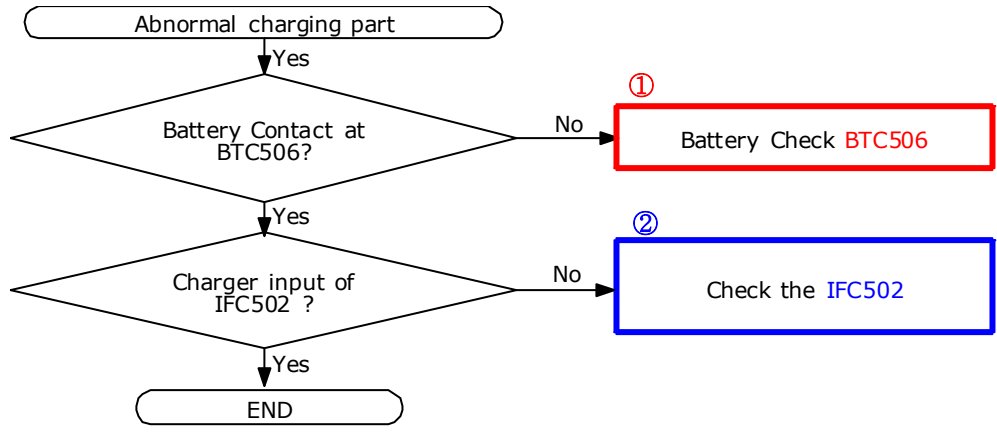 Abnormal charging part
Yes
①
Battery Contact at
BTC506?
No
Battery Check BTC506
Yes
②
Charger input of
IFC502 ?
No
Check the IFC502
Yes
END